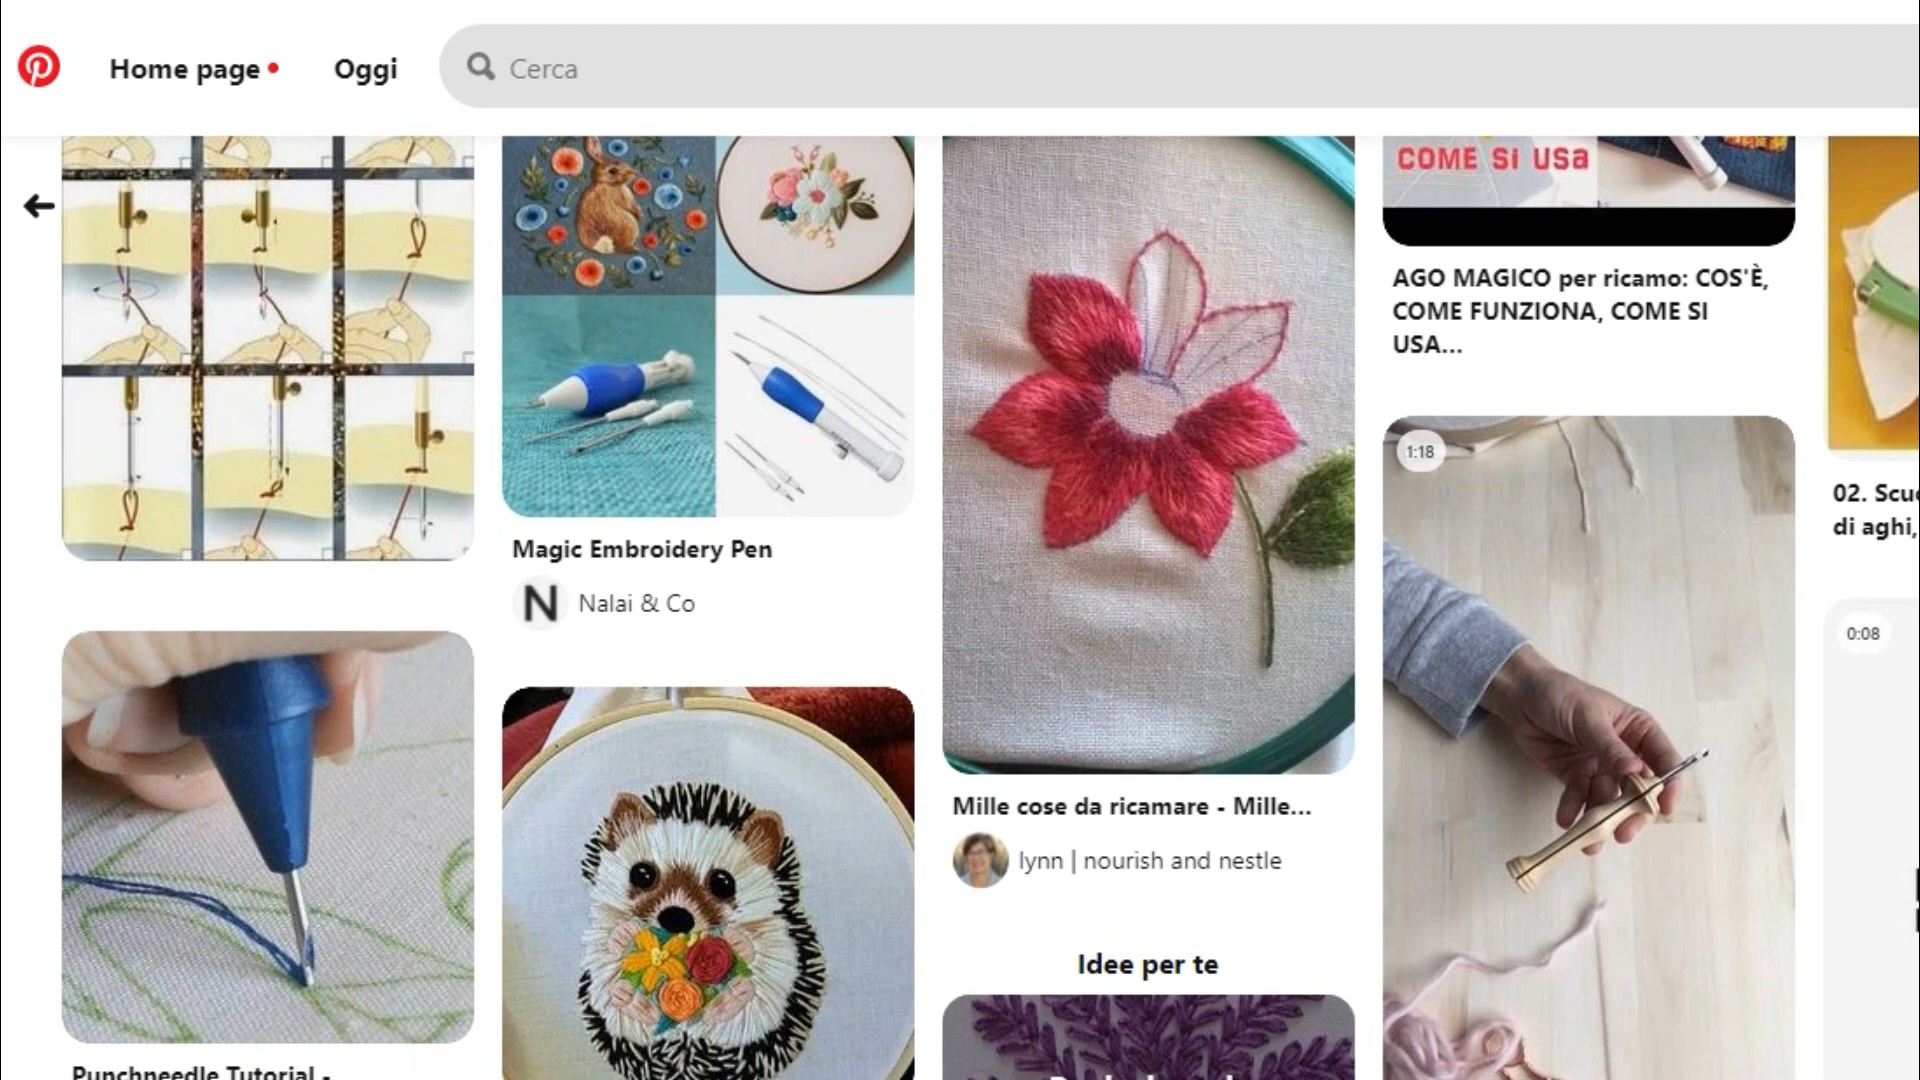 Home page
Oggi
Cerca
COME Si USa
AGO MAGICO per ricamo: COS'È,
COME FUNZIONA, COME SI
USA...
1:18
02. Scu
di aghi,
Magic Embroidery Pen
N
Nalai & Co
0:08
Mille cose da ricamare - Mille...
lynn | nourish and nestle
Idee per te
Punchneedle Tutorial -